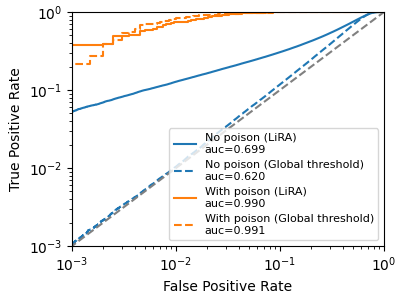 True Positive Rate
10⁰
10⁻¹
10⁻²
10⁻³
No poison (LiRA)
auc=0.699
No poison (Global threshold)
auc=0.620
With poison (LiRA)
auc=0.990
With poison (Global threshold)
auc=0.991
10⁻³ 10⁻² 10⁻¹ 10⁰
False Positive Rate